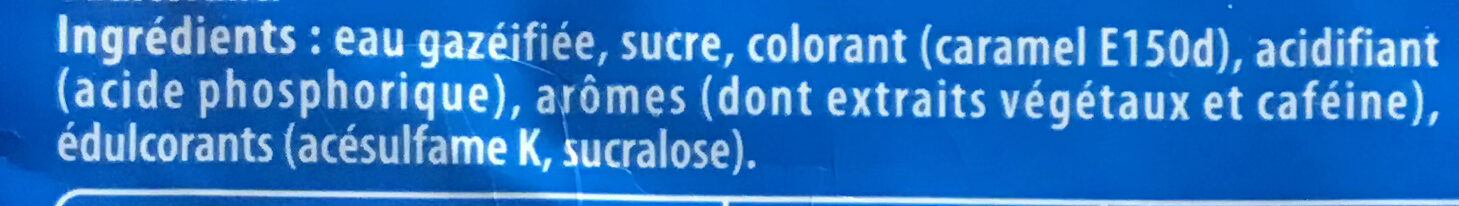 Ingrédients : eau gazéifiée, sucre, colorant (caramel E150d), acidifiant
(acide phosphorique), arômes (dont extraits végétaux et caféine),
édulcorants (acésulfame K, sucralose).